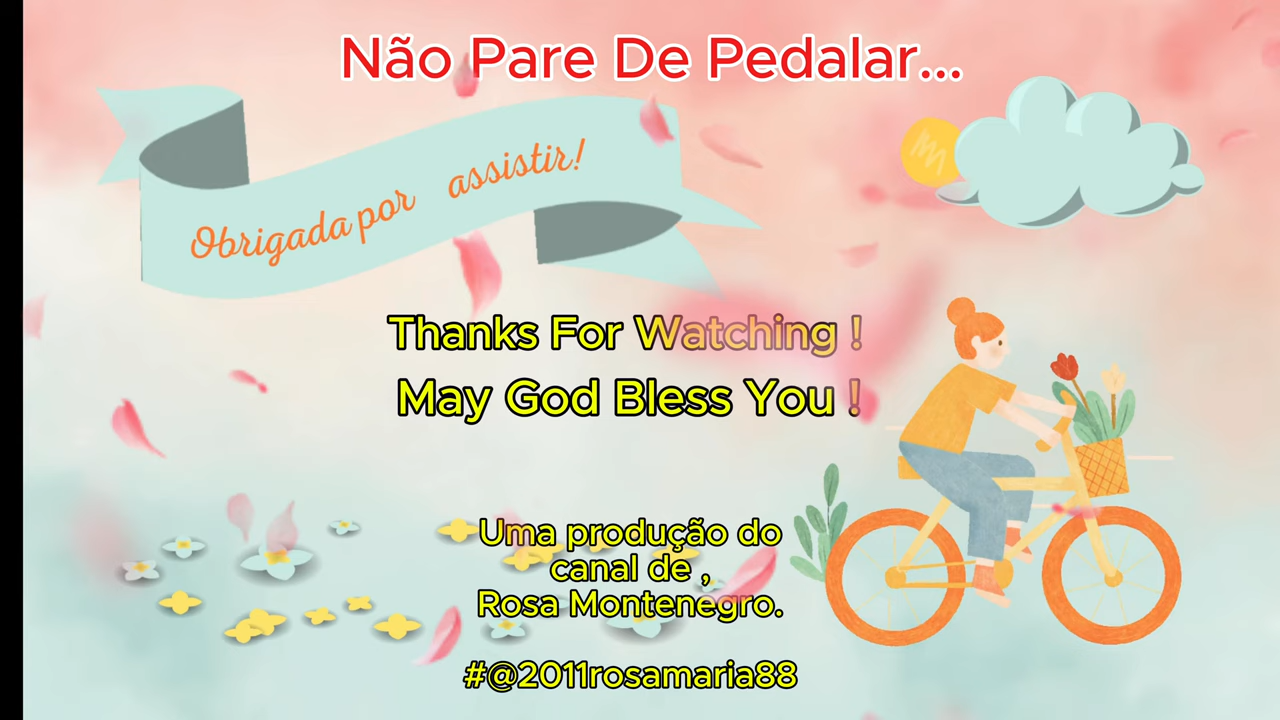 Não Pare De Pedalar...
Obrigada por assistir!
Thanks For Watching !
May God Bless You !
Uma produção do
canal de ,
Rosa Montenegro.
#@2011rosamaria88